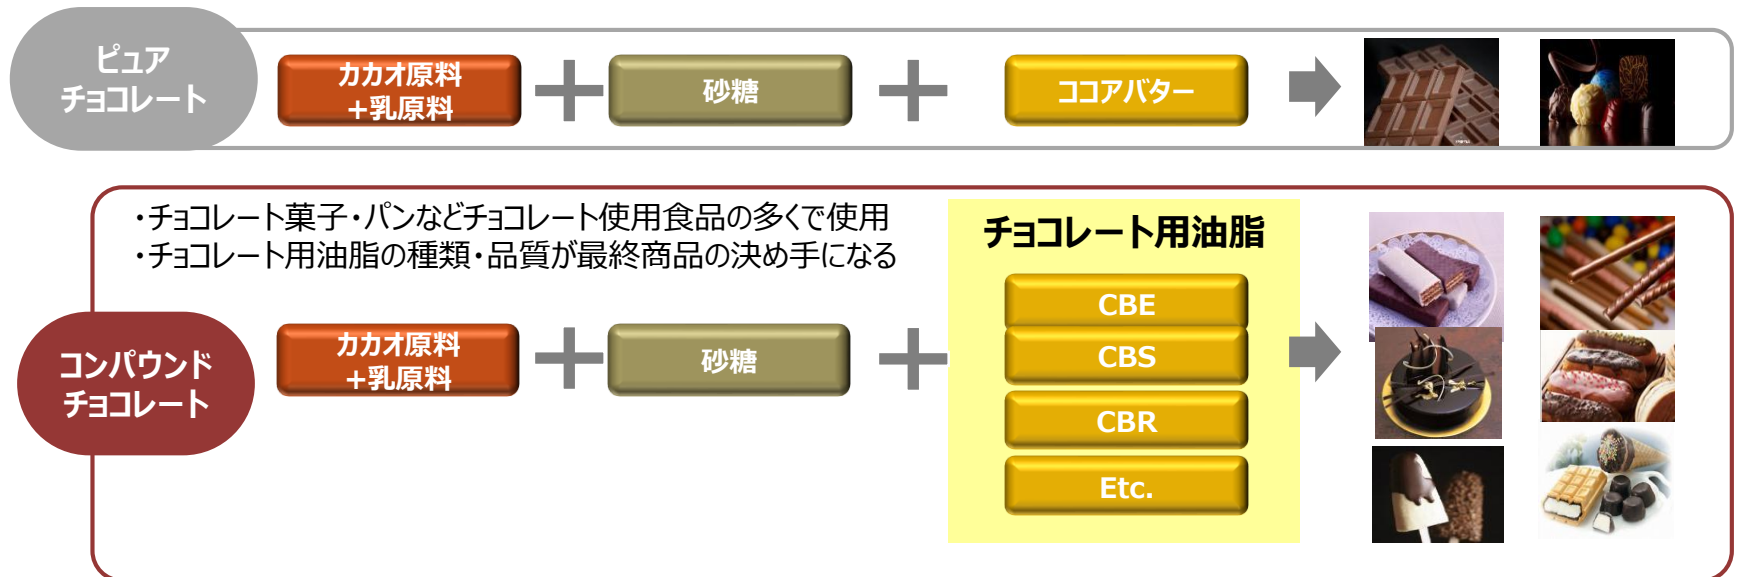 ピュア
チョコレート
カカオ原料
+乳原料
砂糖
ココアバター
・チョコレート菓子・パンなどチョコレート使用食品の多くで使用
・チョコレート用油脂の種類・品質が最終商品の決め手になる
チョコレート用油脂
コンパウンド
チョコレート
カカオ原料
+乳原料
砂糖
CBE
CBS
CBR
Etc.